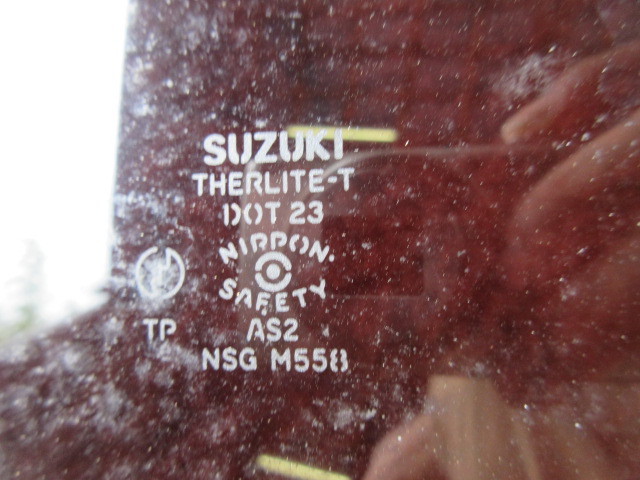 SUZUKI
THERLITE-T
DOT 23
NIPPON.
SAFETY
TP
AS2
NSG M558